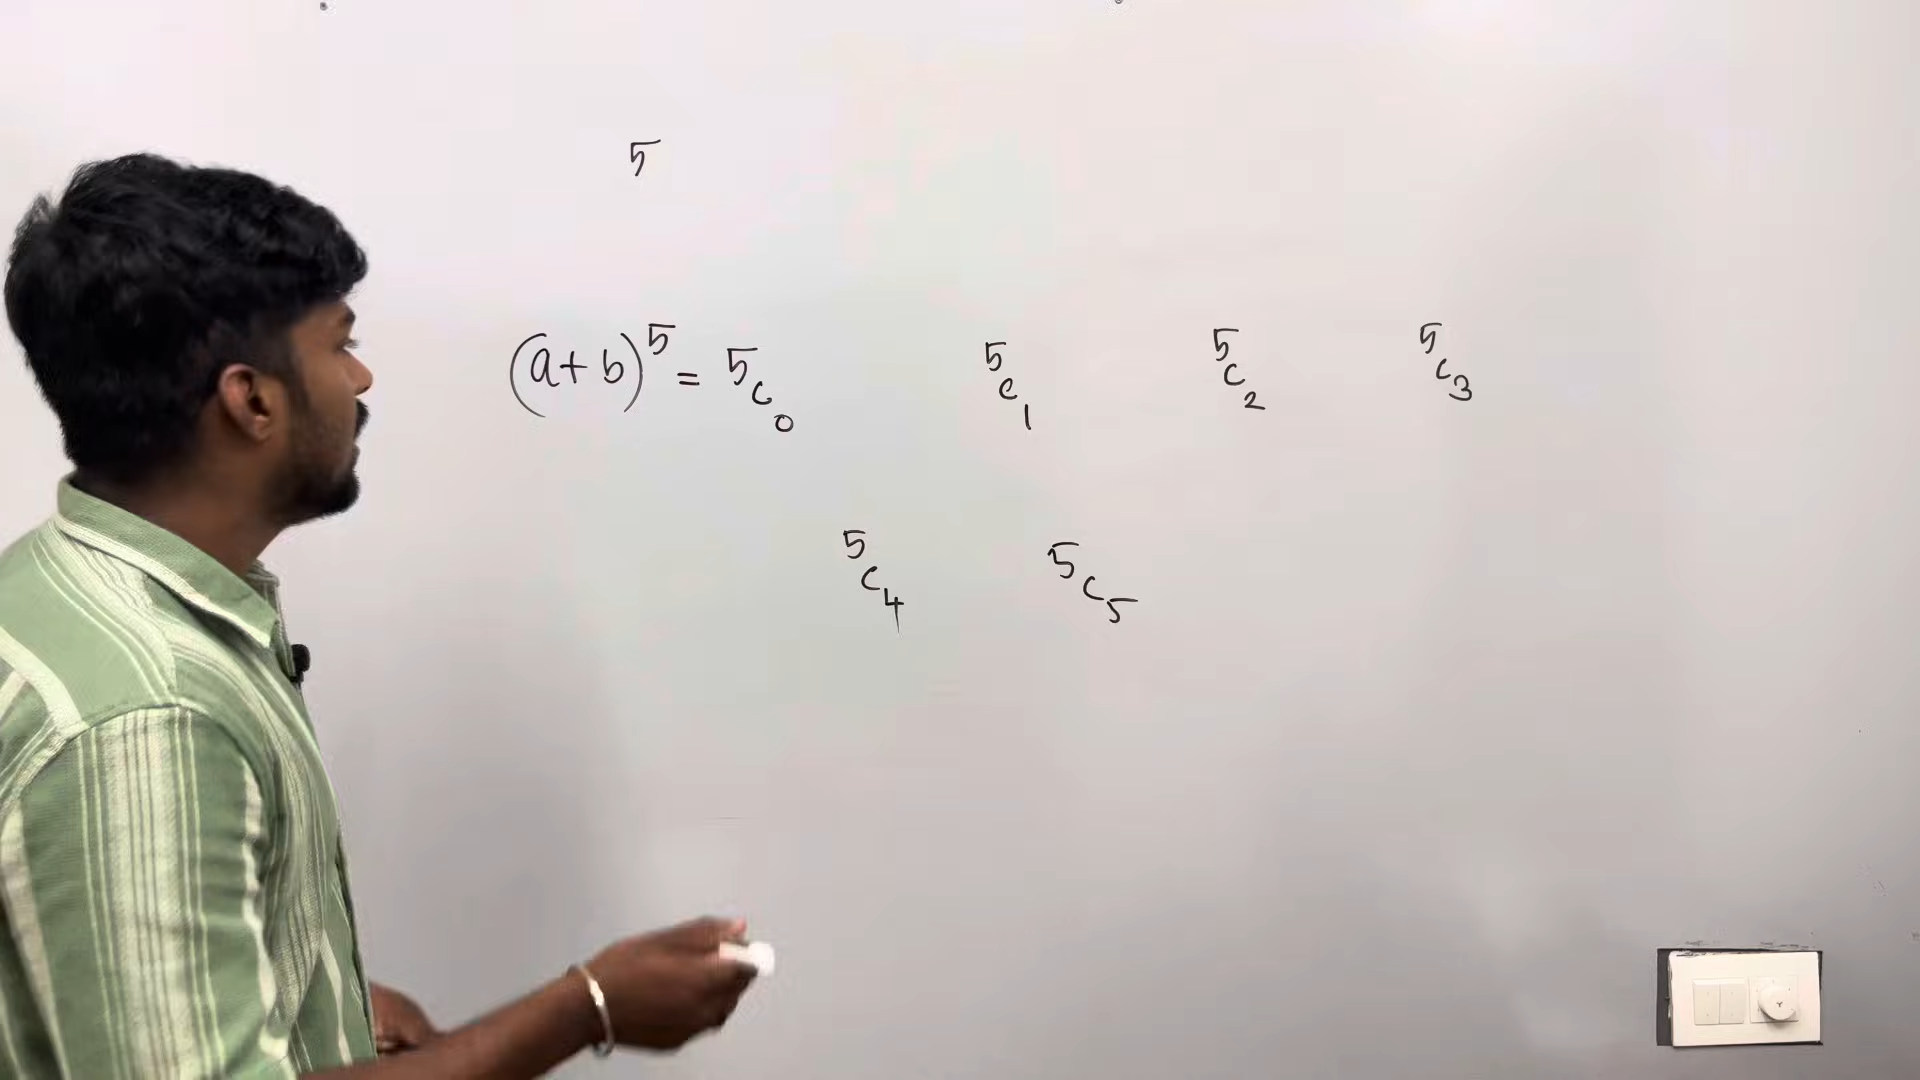 5
(a+b)⁵ = ⁵c₀ ⁵c₁ ⁵c₂ ⁵c₃
⁵c₄ ⁵c₅